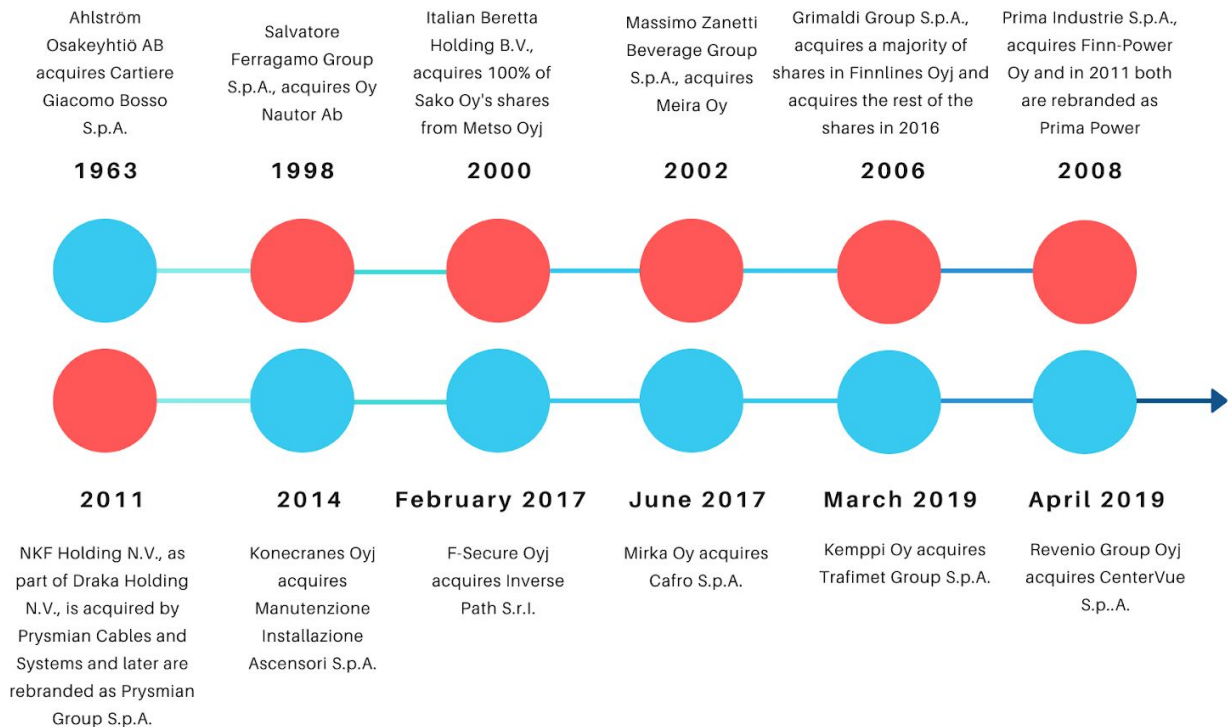 Ahlström
Osakeyhtiö AB
acquires Cartiere
Giacomo Bosso
S.p.A.
1963
Salvatore
Ferragamo Group
S.p.A., acquires Oy
Nautor Ab
1998
Italian Beretta
Holding B.V.,
acquires 100% of
Sako Oy's shares
from Metso Oyj
2000
Massimo Zanetti
Beverage Group
S.p.A., acquires
Meira Oy
2002
Grimaldi Group S.p.A.,
acquires a majority of
shares in Finnlines Oyj and
acquires the rest of the
shares in 2016
2006
Prima Industrie S.p.A.,
acquires Finn-Power
Oy and in 2011 both
are rebranded as
Prima Power
2008
2011
NKF Holding N.V., as
part of Draka Holding
N.V., is acquired by
Prysmian Cables and
Systems and later are
rebranded as Prysmian
Group S.p.A.
2014
Konecranes Oyj
acquires
Manutenzione
Installazione
Ascensori S.p.A.
February 2017
F-Secure Oyj
acquires Inverse
Path S.r.l.
June 2017
Mirka Oy acquires
Cafro S.p.A.
March 2019
Kemppi Oy acquires
Trafimet Group S.p.A.
April 2019
Revenio Group Oyj
acquires CenterVue
S.p..A.